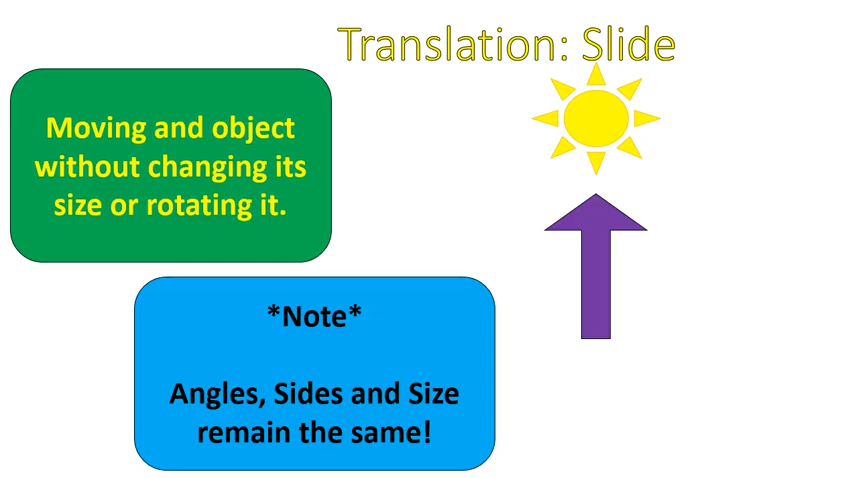 Translation: Slide
Moving and object
without changing its
size or rotating it.
*Note*
Angles, Sides and Size
remain the same!